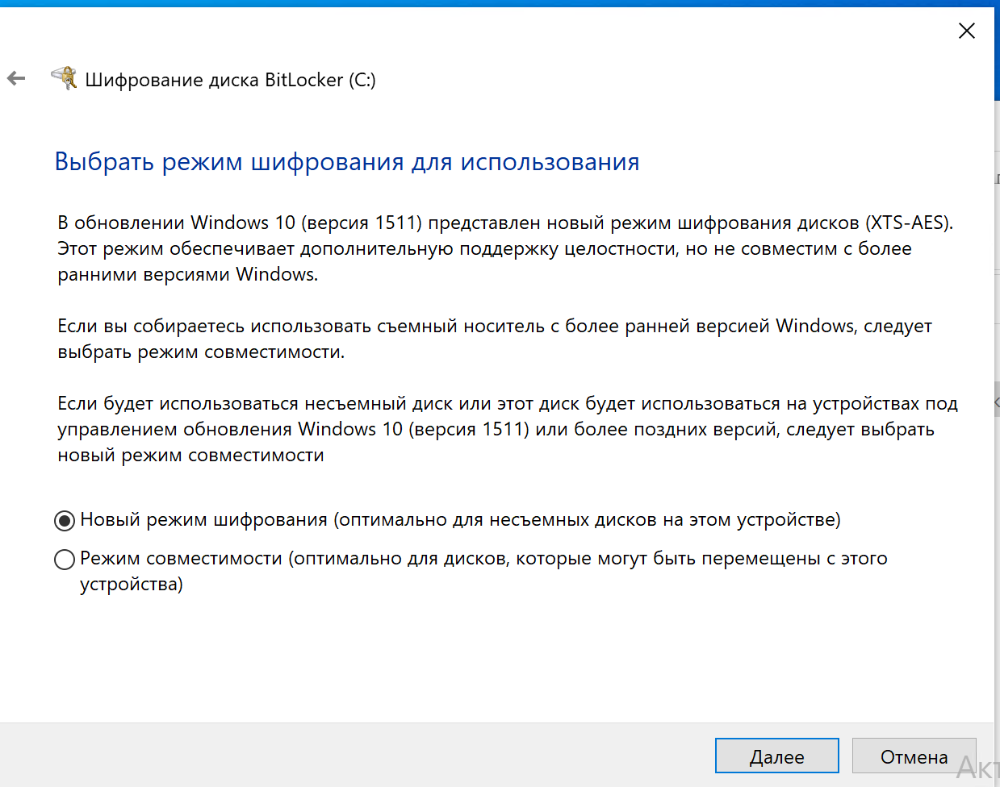 Шифрование диска BitLocker (C:)
Выбрать режим шифрования для использования
В обновлении Windows 10 (версия 1511) представлен новый режим шифрования дисков (XTS-AES).
Этот режим обеспечивает дополнительную поддержку целостности, но не совместим с более
ранними версиями Windows.
Если вы собираетесь использовать съемный носитель с более ранней версией Windows, следует
выбрать режим совместимости.
Если будет использоваться несъемный диск или этот диск будет использоваться на устройствах под
управлением обновления Windows 10 (версия 1511) или более поздних версий, следует выбрать
новый режим совместимости
Новый режим шифрования (оптимально для несъемных дисков на этом устройстве)
Режим совместимости (оптимально для дисков, которые могут быть перемещены с этого
устройства)
Далее
Отмена